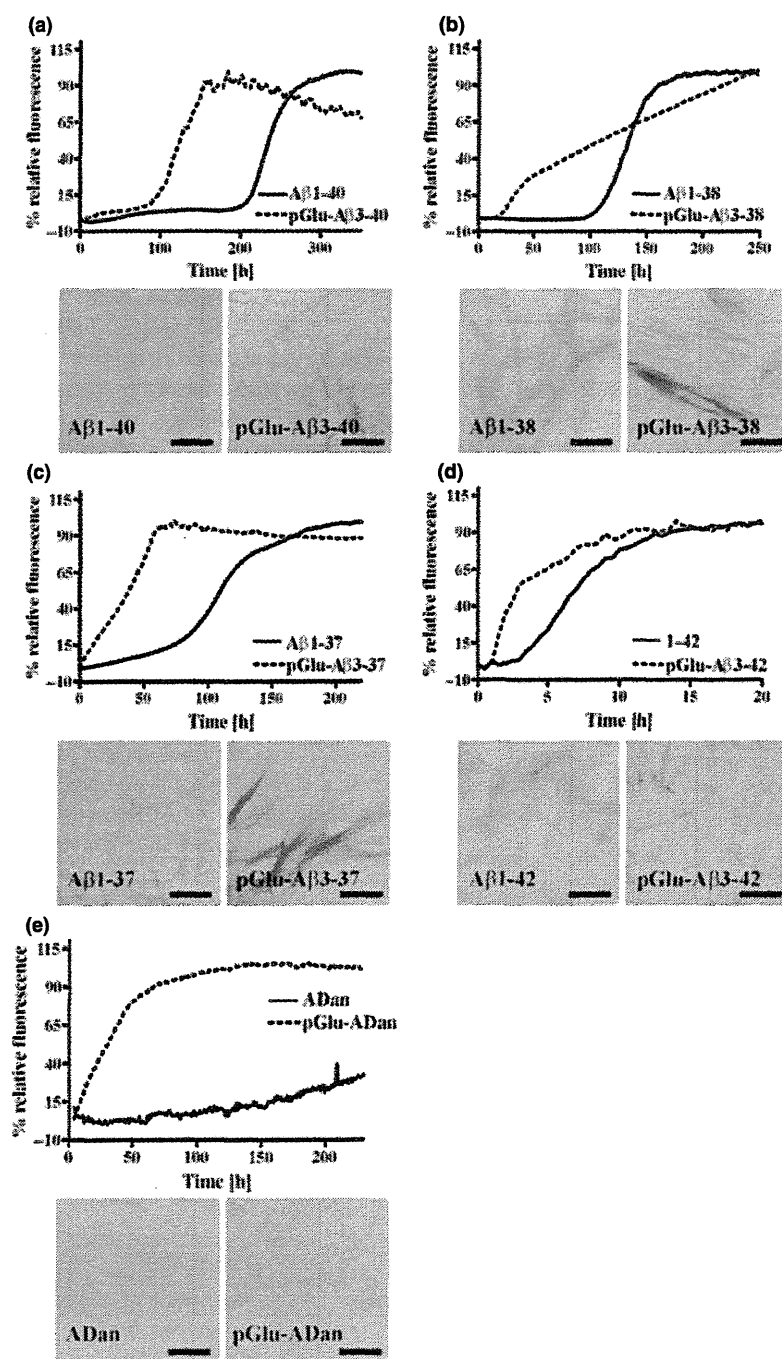 (a)
% relative fluorescence
115
90
65
40
15
−10
Aβ1-40
pGlu-Aβ3-40
0
100
200
300
Time [h]
Aβ1-40
pGlu-Aβ3-40
(b)
% relative fluorescence
115
90
65
40
15
−10
Aβ1-38
pGlu-Aβ3-38
0
50
100
150
200
250
Time [h]
Aβ1-38
pGlu-Aβ3-38
(c)
% relative fluorescence
115
90
65
40
15
−10
Aβ1-37
pGlu-Aβ3-37
0
50
100
150
200
Time [h]
Aβ1-37
pGlu-Aβ3-37
(d)
% relative fluorescence
115
90
65
40
15
−10
1-42
pGlu-Aβ3-42
0
5
10
15
20
Time [h]
Aβ1-42
pGlu-Aβ3-42
(e)
% relative fluorescence
115
90
65
40
15
−10
ADan
pGlu-ADan
0
50
100
150
200
Time [h]
ADan
pGlu-ADan